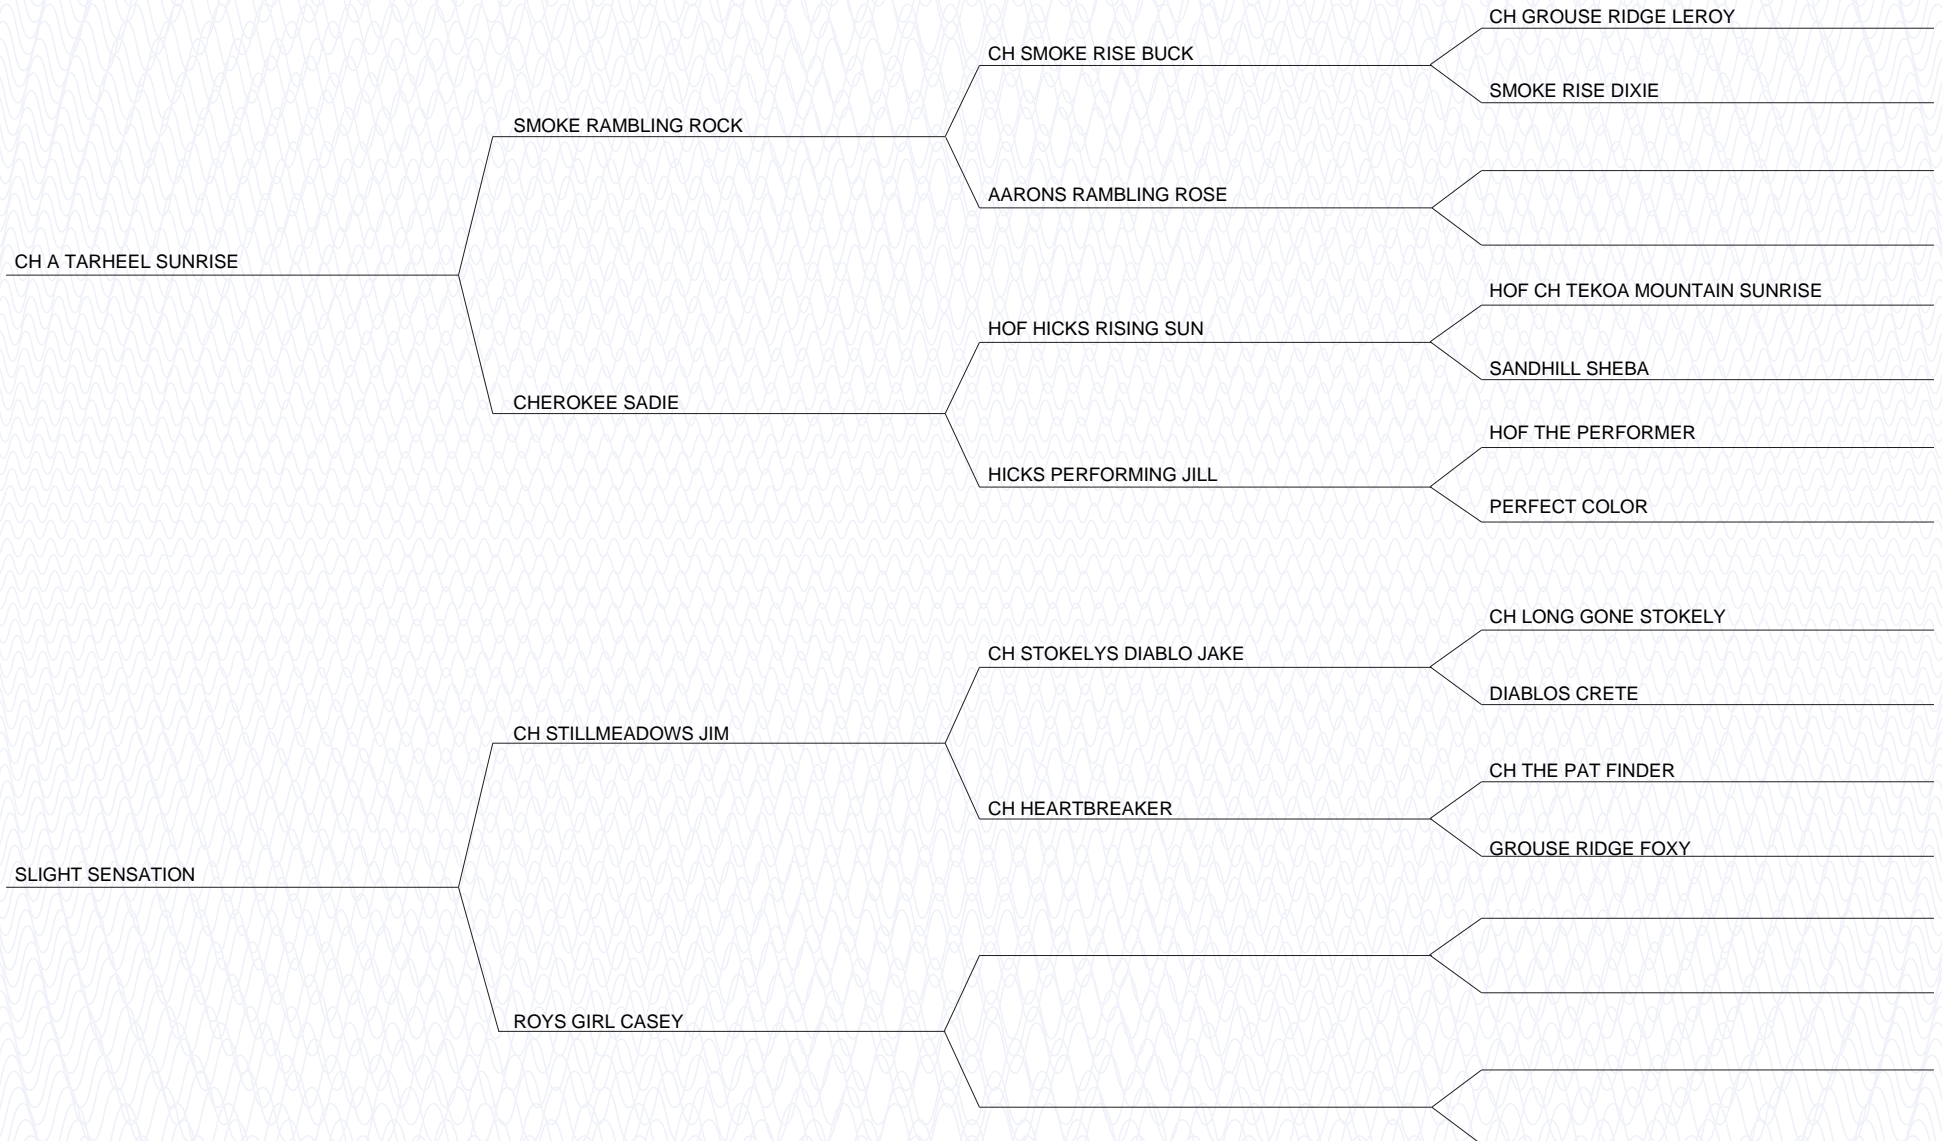 CH GROUSE RIDGE LEROY
CH SMOKE RISE BUCK
SMOKE RISE DIXIE
SMOKE RAMBLING ROCK
AARONS RAMBLING ROSE
CH A TARHEEL SUNRISE
HOF CH TEKOA MOUNTAIN SUNRISE
HOF HICKS RISING SUN
SANDHILL SHEBA
CHEROKEE SADIE
HOF THE PERFORMER
HICKS PERFORMING JILL
PERFECT COLOR
CH LONG GONE STOKELY
CH STOKELYS DIABLO JAKE
DIABLOS CRETE
CH STILLMEADOWS JIM
CH THE PAT FINDER
CH HEARTBREAKER
GROUSE RIDGE FOXY
SLIGHT SENSATION
ROYS GIRL CASEY